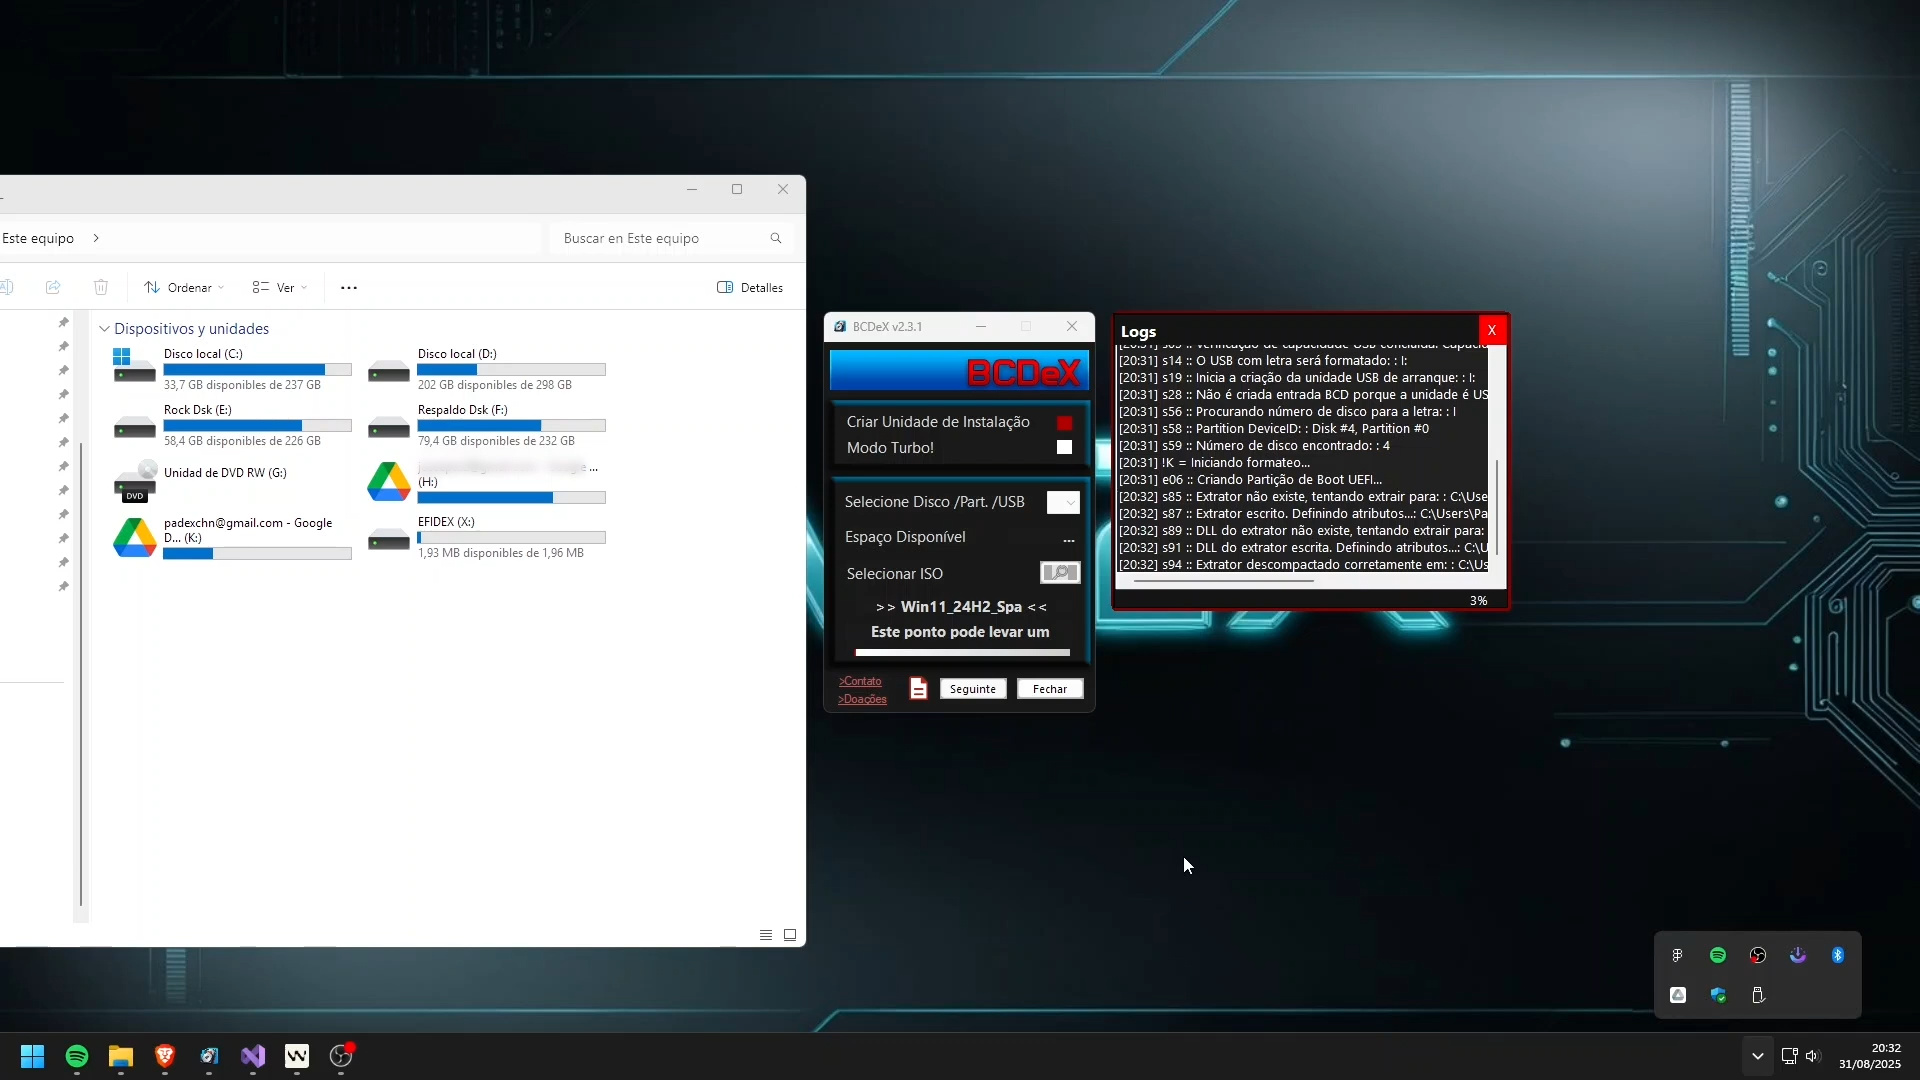 Este equipo
Buscar en Este equipo
Ordenar
Ver
Detalles
Dispositivos y unidades
Disco local (C:)
33,7 GB disponibles de 237 GB
Disco local (D:)
202 GB disponibles de 298 GB
Rock Dsk (E:)
58,4 GB disponibles de 226 GB
Respaldo Dsk (F:)
79,4 GB disponibles de 232 GB
Unidad de DVD RW (G:)
DVD
...
(H:)
padexchn@gmail.com - Google
D... (K:)
EFIDEX (X:)
1,93 MB disponibles de 1,96 MB
BCDeX v2.3.1
BCDeX
Criar Unidade de Instalação
Modo Turbo!
Selecione Disco /Part. /USB
Espaço Disponível
...
Selecionar ISO
>> Win11_24H2_Spa <<
Este ponto pode levar um
>Contato
>Doações
Seguinte
Fechar
Logs
X
[20:31] s05 :: Verificação de capacidade USB concluída. Capacid
[20:31] s14 :: O USB com letra será formatado: : I:
[20:31] s19 :: Inicia a criação da unidade USB de arranque: : I:
[20:31] s28 :: Não é criada entrada BCD porque a unidade é US
[20:31] s56 :: Procurando número de disco para a letra: : I
[20:31] s58 :: Partition DeviceID: : Disk #4, Partition #0
[20:31] s59 :: Número de disco encontrado: : 4
[20:31] !K = Iniciando formateo...
[20:31] e06 :: Criando Partição de Boot UEFI...
[20:32] s85 :: Extrator não existe, tentando extrair para: : C:\Use
[20:32] s87 :: Extrator escrito. Definindo atributos...: C:\Users\Pa
[20:32] s89 :: DLL do extrator não existe, tentando extrair para:
[20:32] s91 :: DLL do extrator escrita. Definindo atributos...: C:\U
[20:32] s94 :: Extrator descompactado corretamente em: : C:\Us
3%
20:32
31/08/2025